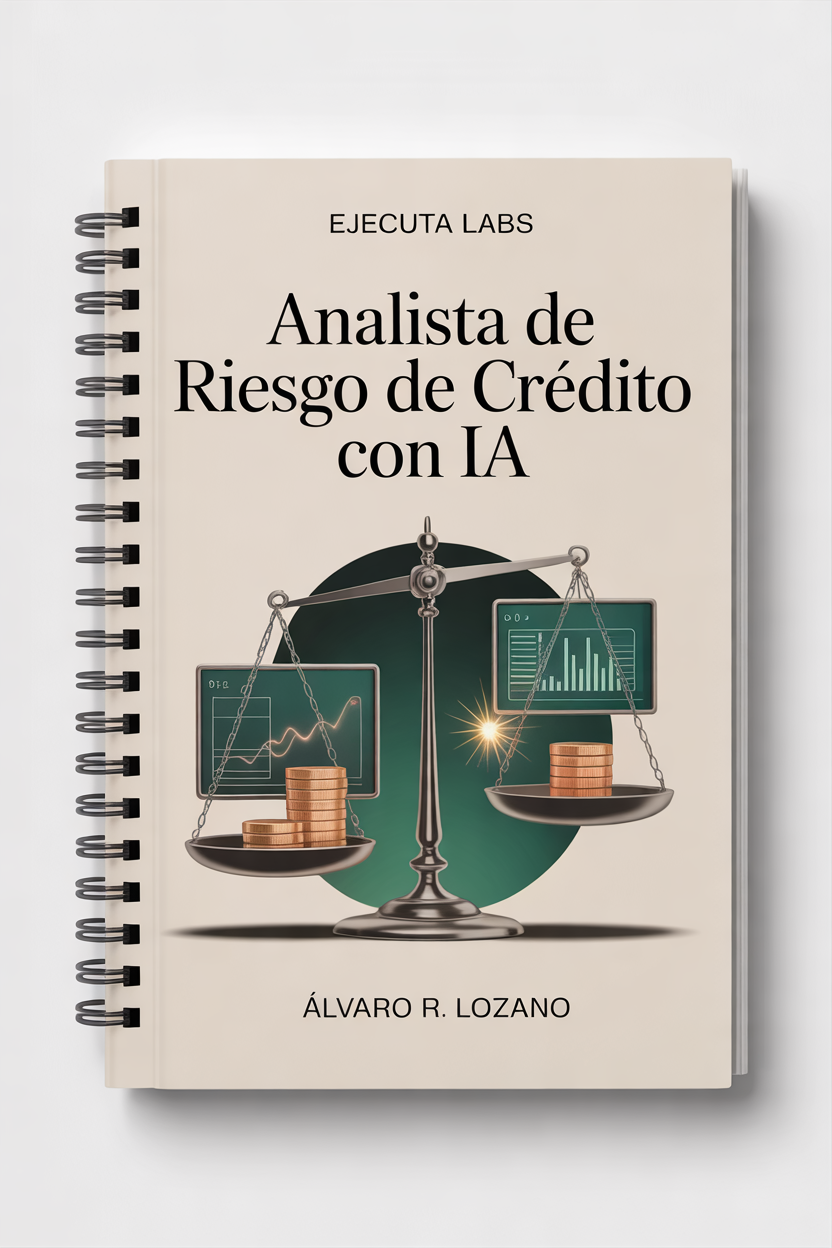 EJECUTA LABS
Analista de
Riesgo de Crédito
con IA
ÁLVARO R. LOZANO